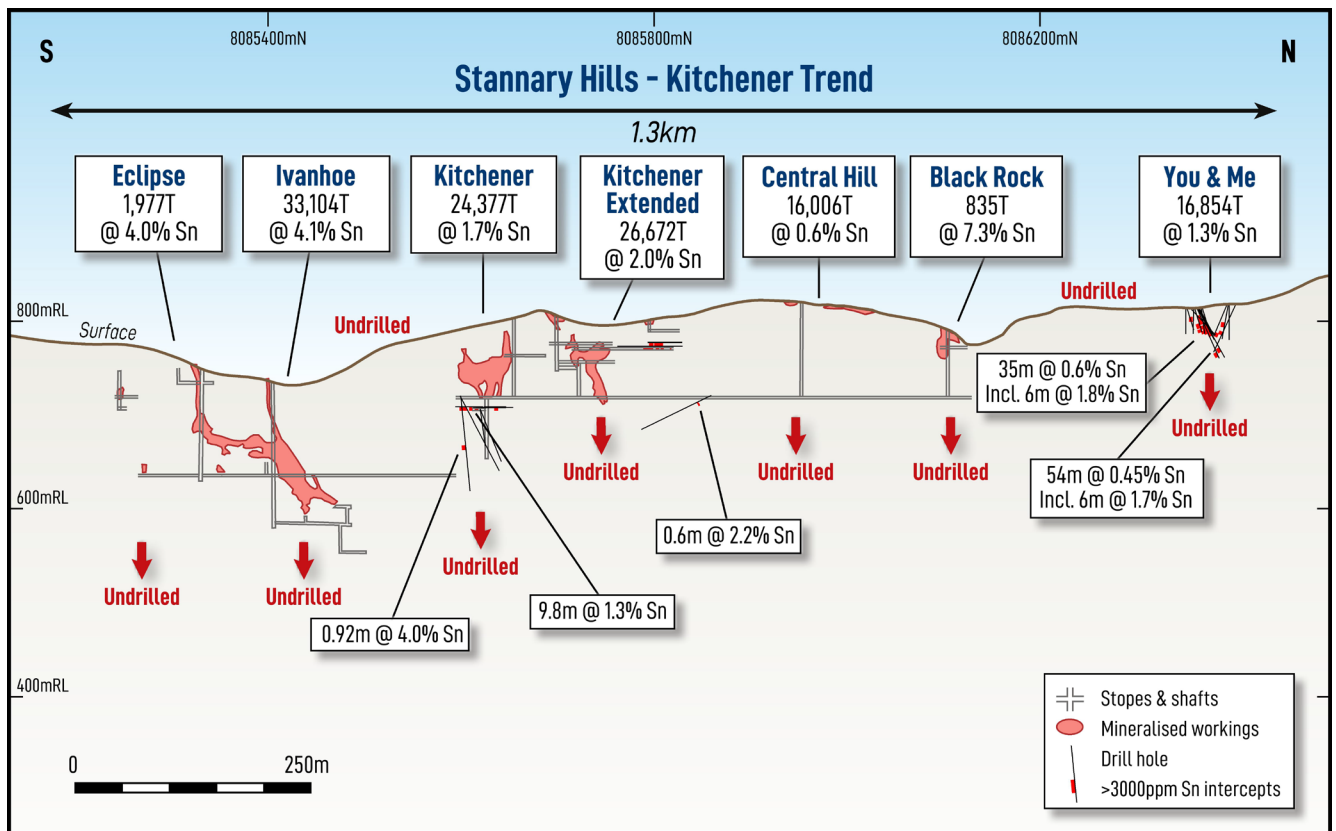 8085400mN
8085800mN
8086200mN
S
N
Stannary Hills - Kitchener Trend
1.3km
Eclipse
1,977T
@ 4.0% Sn
Ivanhoe
33,104T
@ 4.1% Sn
Kitchener
24,377T
@ 1.7% Sn
Kitchener
Extended
26,672T
@ 2.0% Sn
Central Hill
16,006T
@ 0.6% Sn
Black Rock
835T
@ 7.3% Sn
You & Me
16,854T
@ 1.3% Sn
800mRL
Surface
Undrilled
Undrilled
35m @ 0.6% Sn
Incl. 6m @ 1.8% Sn
Undrilled
Undrilled
Undrilled
Undrilled
54m @ 0.45% Sn
Incl. 6m @ 1.7% Sn
600mRL
0.6m @ 2.2% Sn
Undrilled
Undrilled
Undrilled
9.8m @ 1.3% Sn
0.92m @ 4.0% Sn
400mRL
0
250m
Stopes & shafts
Mineralised workings
Drill hole
>3000ppm Sn intercepts